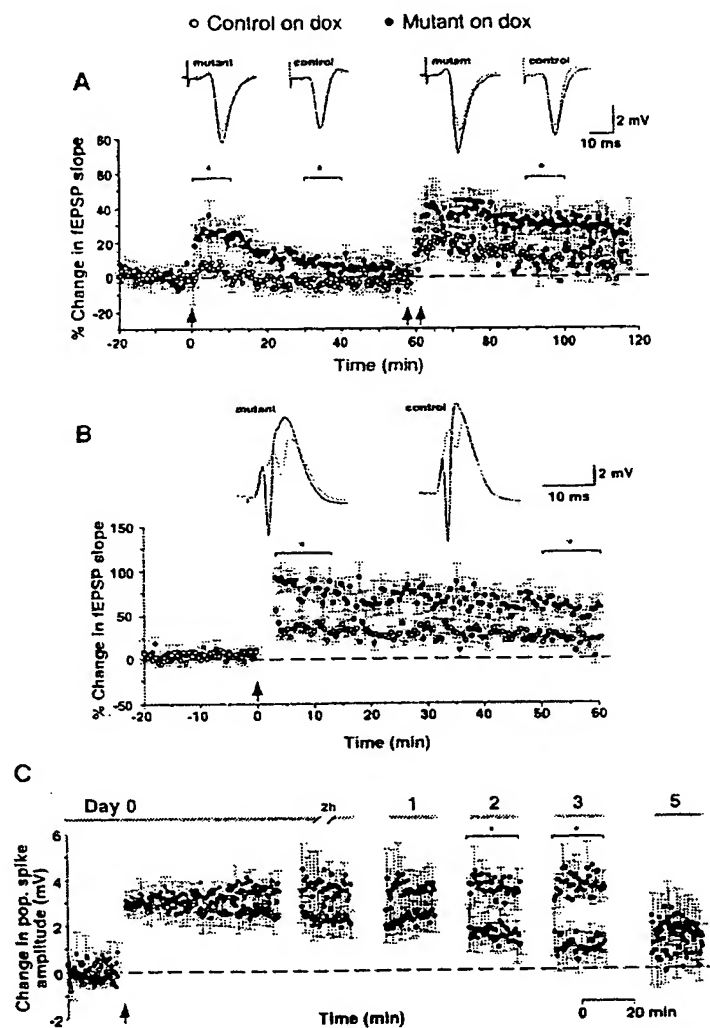 ○ Control on dox ● Mutant on dox
A
mutant
control
mutant
control
2 mV
10 ms
% Change in fEPSP slope
80
60
40
20
0
-20
-20 0 20 40 60 80 100 120
Time (min)
B
mutant
control
2 mV
10 ms
% Change in fEPSP slope
150
100
50
0
-50
-20 -10 0 10 20 30 40 50 60
Time (min)
C
Day 0 2h 1 2 3 5
Change in pop. spike
amplitude (mV)
6
4
2
0
-2
Time (min)
0 20 min